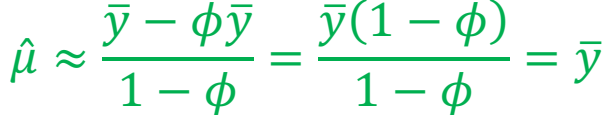 μ̂ ≈ (ȳ − ϕȳ)/(1 − ϕ) = ȳ(1 − ϕ)/(1 − ϕ) = ȳ